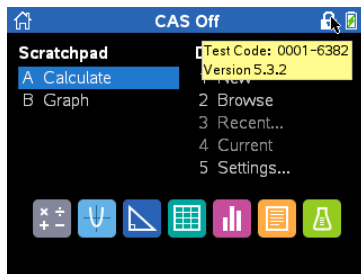 CAS Off
Scratchpad
A Calculate
B Graph
Test Code: 0001-6382
Version 5.3.2
1 New
2 Browse
3 Recent...
4 Current
5 Settings...